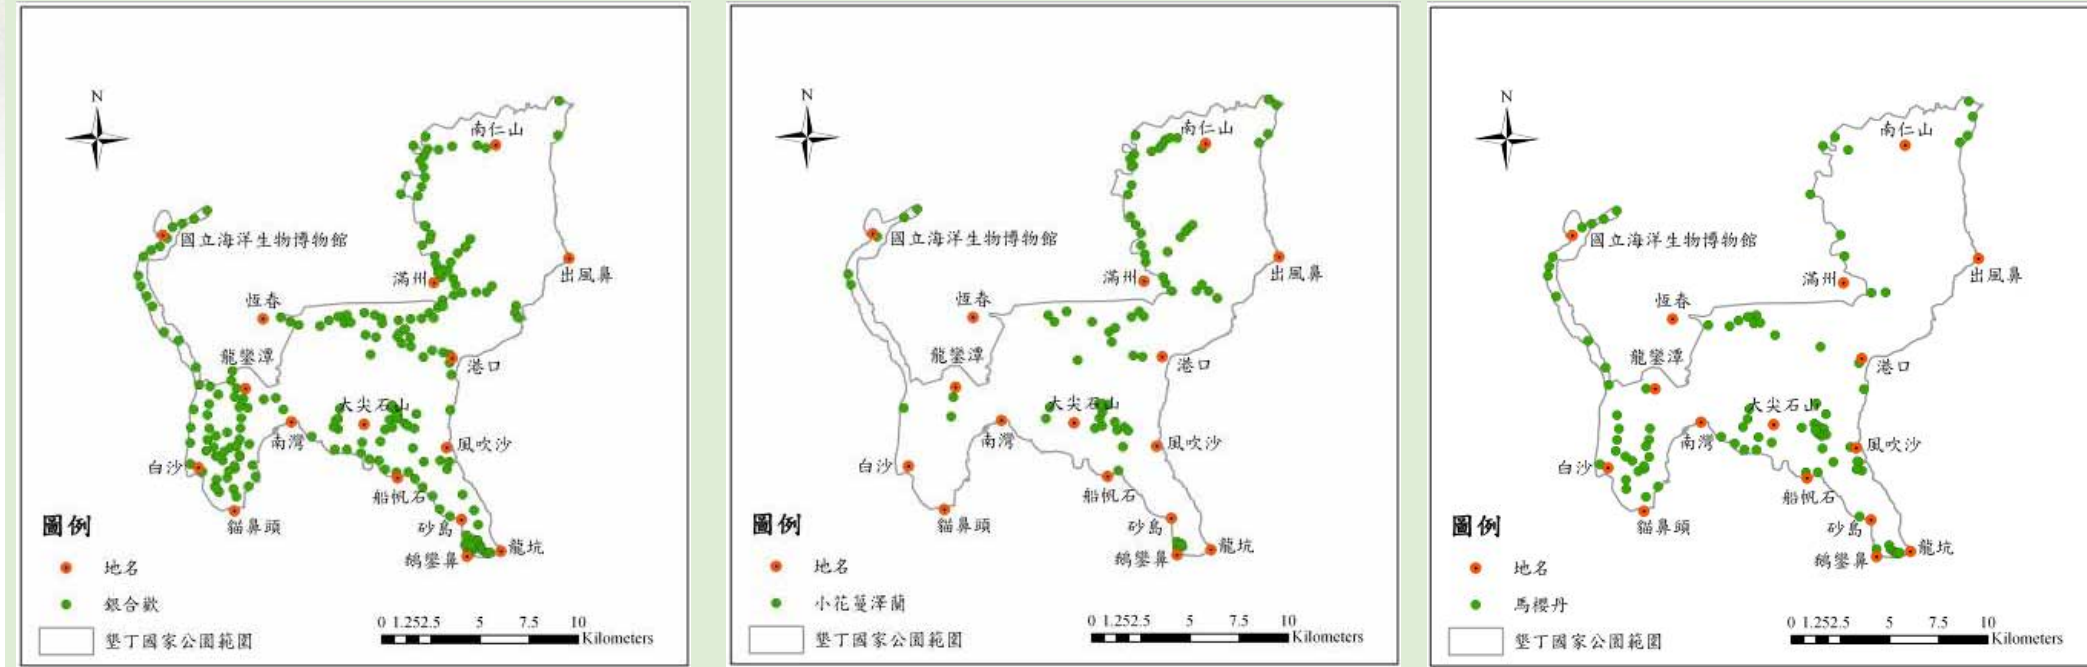 N
南仁山
國立海洋生物博物館
出風鼻
滿州
恆春
龍鑾潭
港口
大尖石山
南灣
風吹沙
白沙
船帆石
貓鼻頭
砂島
龍坑
鵝鑾鼻
圖例
地名
銀合歡
墾丁國家公園範圍
0 1.252.5 5 7.5 10
Kilometers
N
南仁山
國立海洋生物博物館
出風鼻
滿州
恆春
龍鑾潭
港口
大尖石山
南灣
風吹沙
白沙
船帆石
貓鼻頭
砂島
龍坑
鵝鑾鼻
圖例
地名
小花蔓澤蘭
墾丁國家公園範圍
0 1.252.5 5 7.5 10
Kilometers
N
南仁山
國立海洋生物博物館
出風鼻
滿州
恆春
龍鑾潭
港口
大尖石山
南灣
風吹沙
白沙
船帆石
貓鼻頭
砂島
龍坑
鵝鑾鼻
圖例
地名
馬櫻丹
墾丁國家公園範圍
0 1.252.5 5 7.5 10
Kilometers